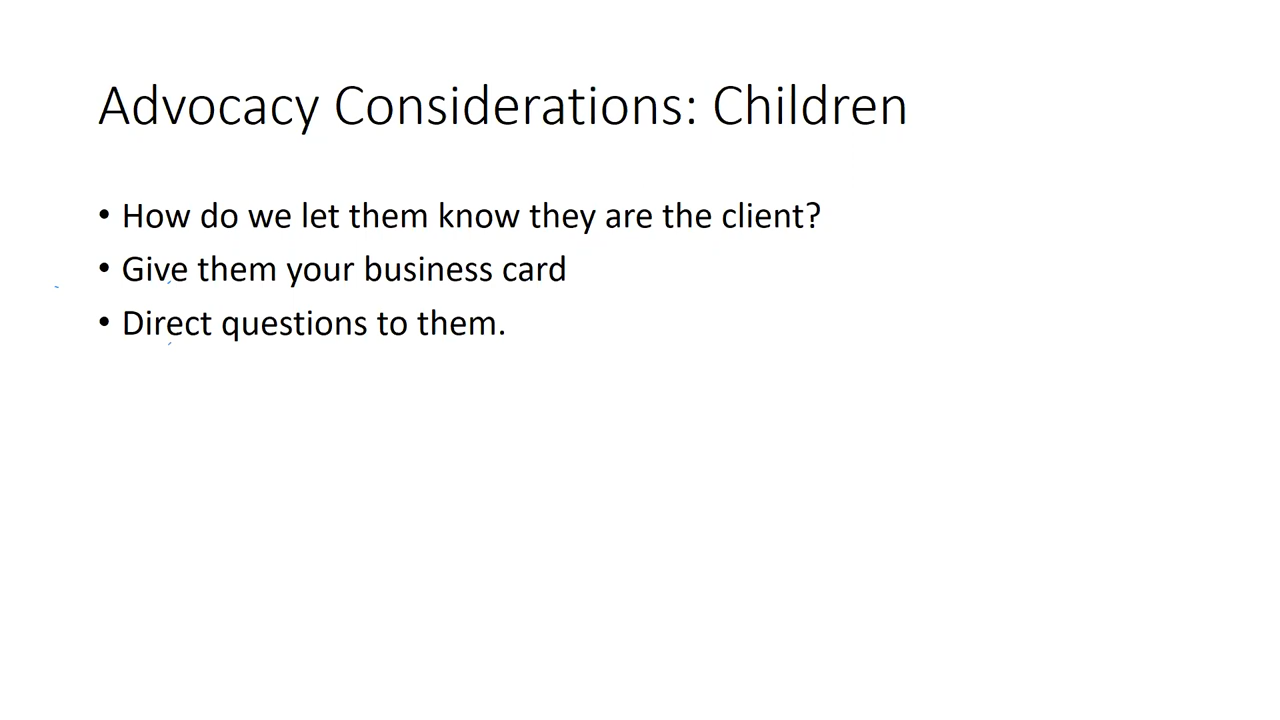 Advocacy Considerations: Children
• How do we let them know they are the client?
• Give them your business card
• Direct questions to them.